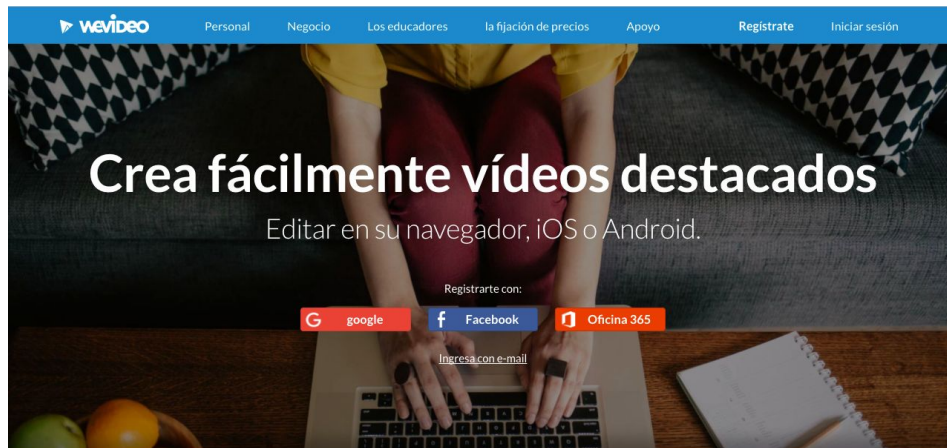 WeVideo
Personal Negocio Los educadores la fijación de precios Apoyo Regístrate Iniciar sesión
Crea fácilmente vídeos destacados
Editar en su navegador, iOS o Android.
Registrarte con:
G google f Facebook Oficina 365
Ingresa con e-mail